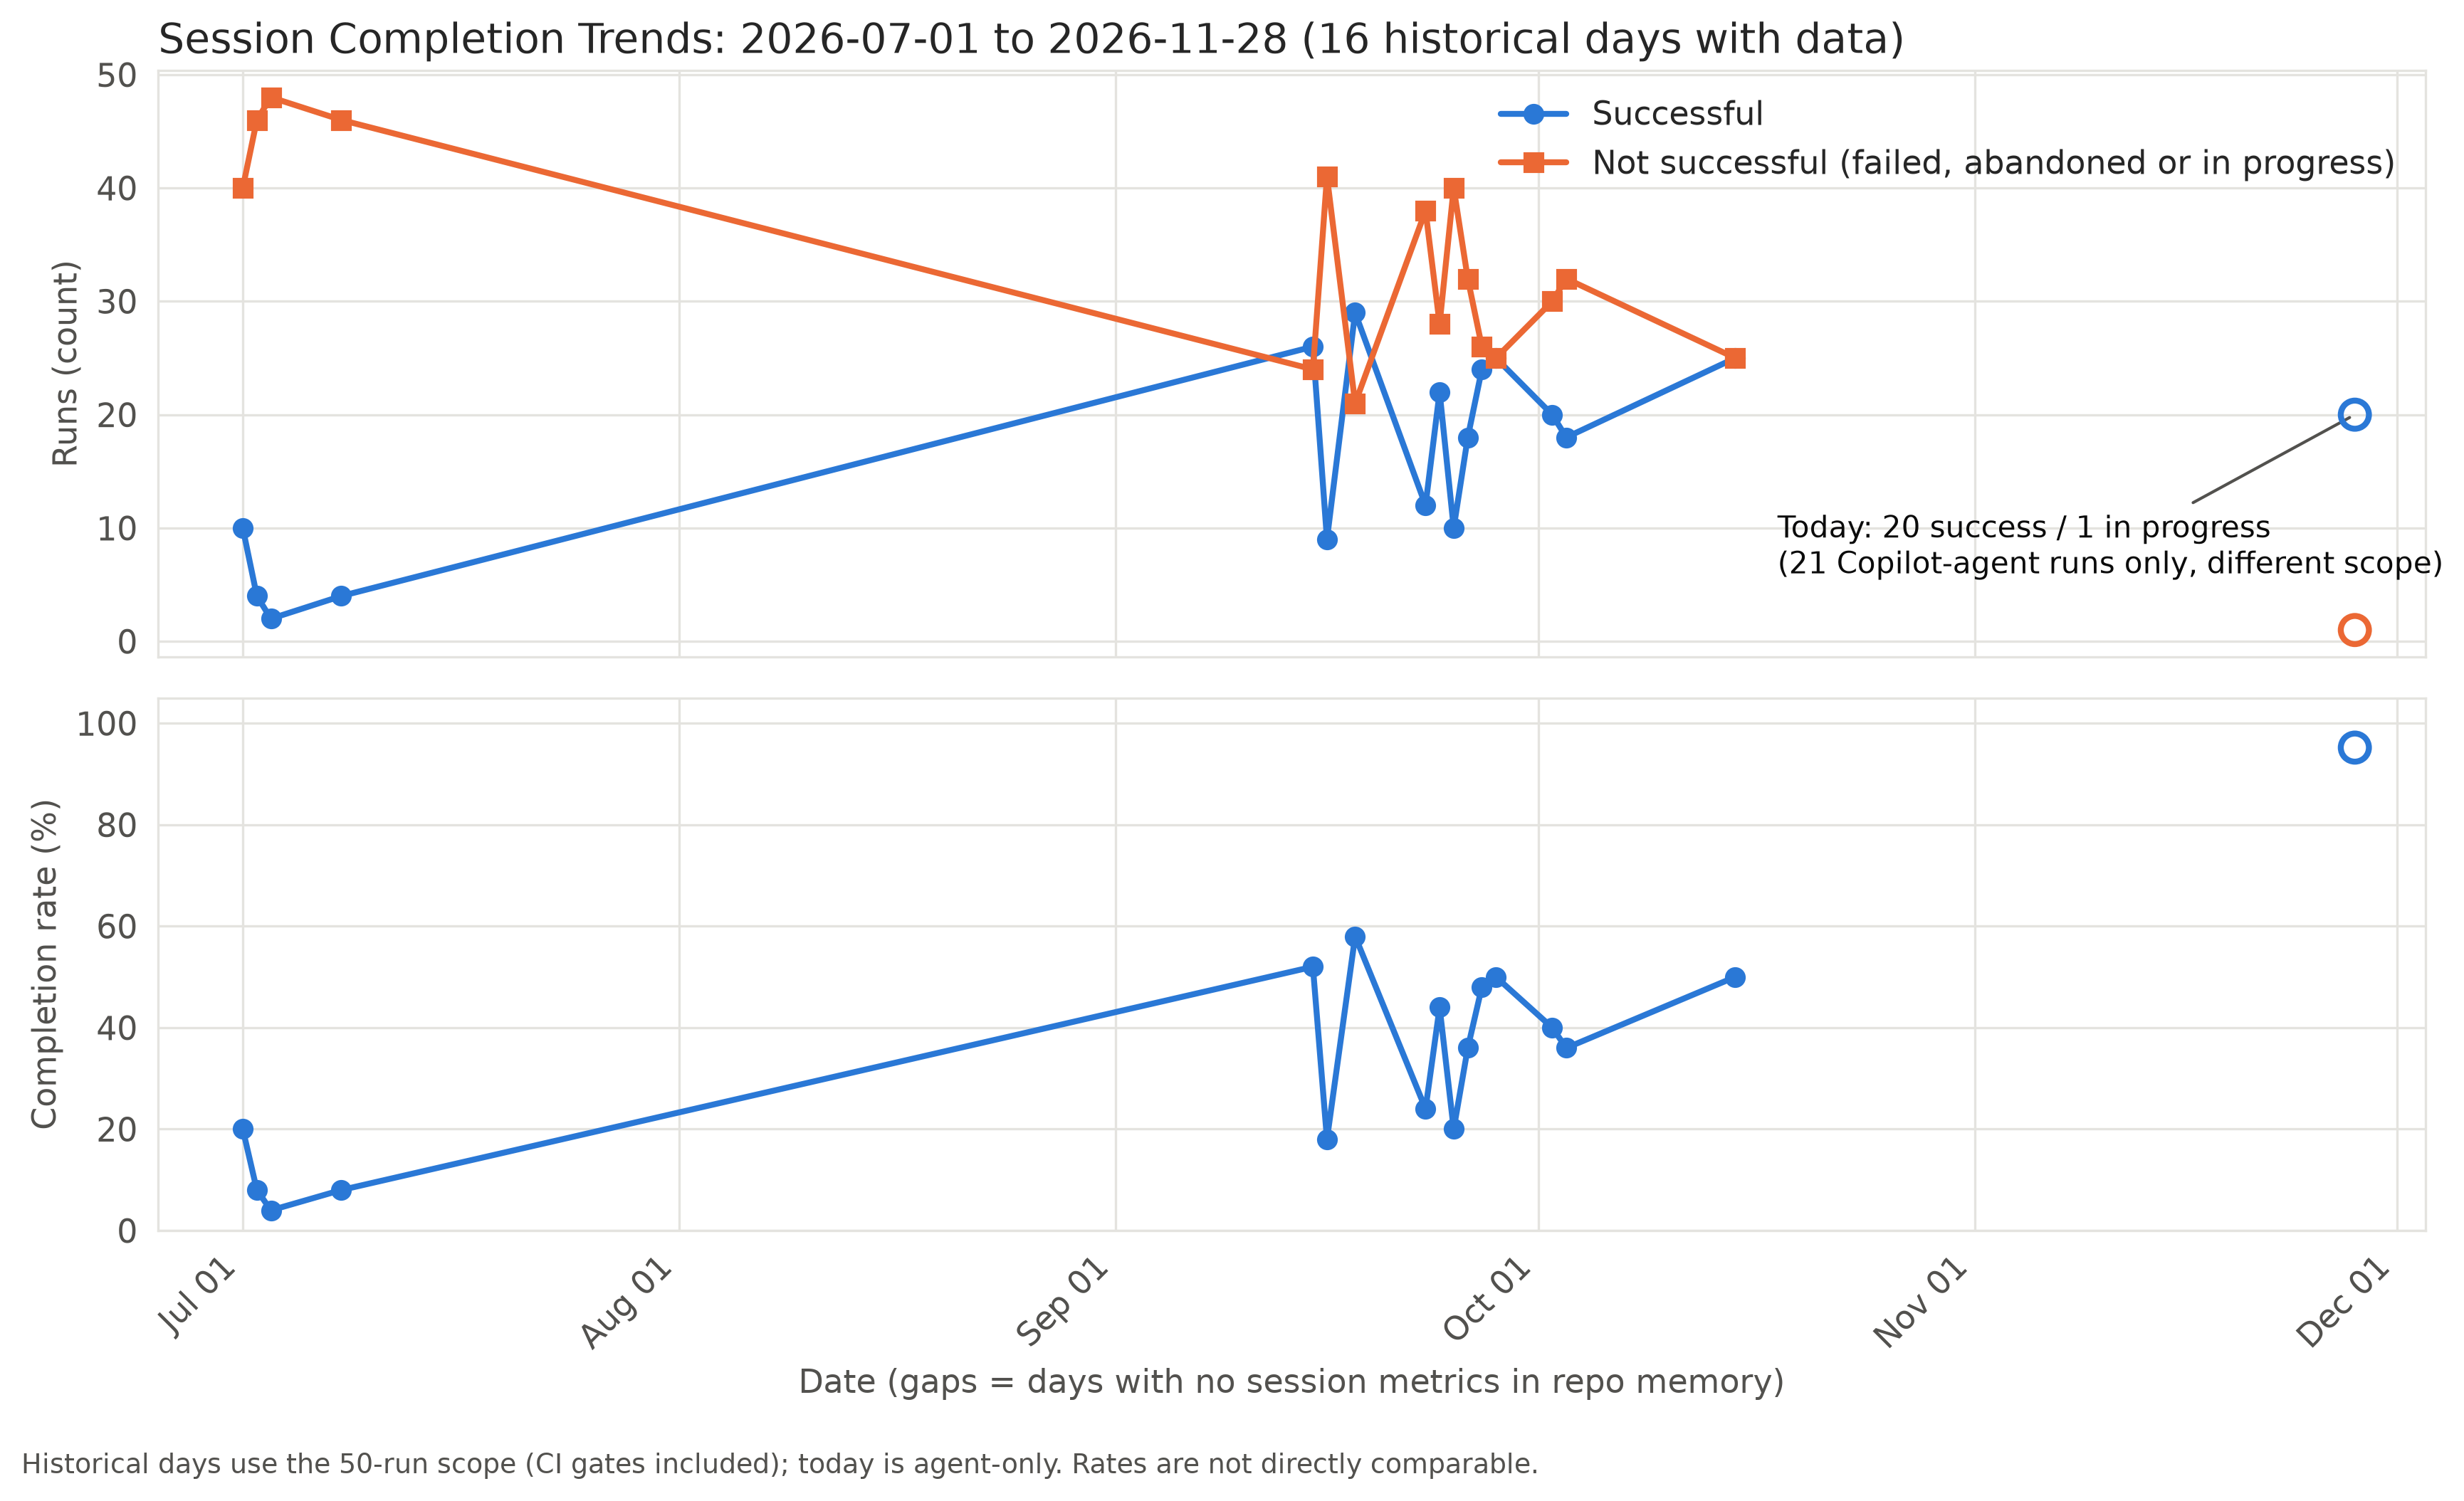 Session Completion Trends: 2026-07-01 to 2026-11-28 (16 historical days with data)
50
40
30
20
10
0
Runs (count)
Successful
Not successful (failed, abandoned or in progress)
Today: 20 success / 1 in progress
(21 Copilot-agent runs only, different scope)
100
80
60
40
20
0
Completion rate (%)
Jul 01
Aug 01
Sep 01
Oct 01
Nov 01
Dec 01
Date (gaps = days with no session metrics in repo memory)
Historical days use the 50-run scope (CI gates included); today is agent-only. Rates are not directly comparable.